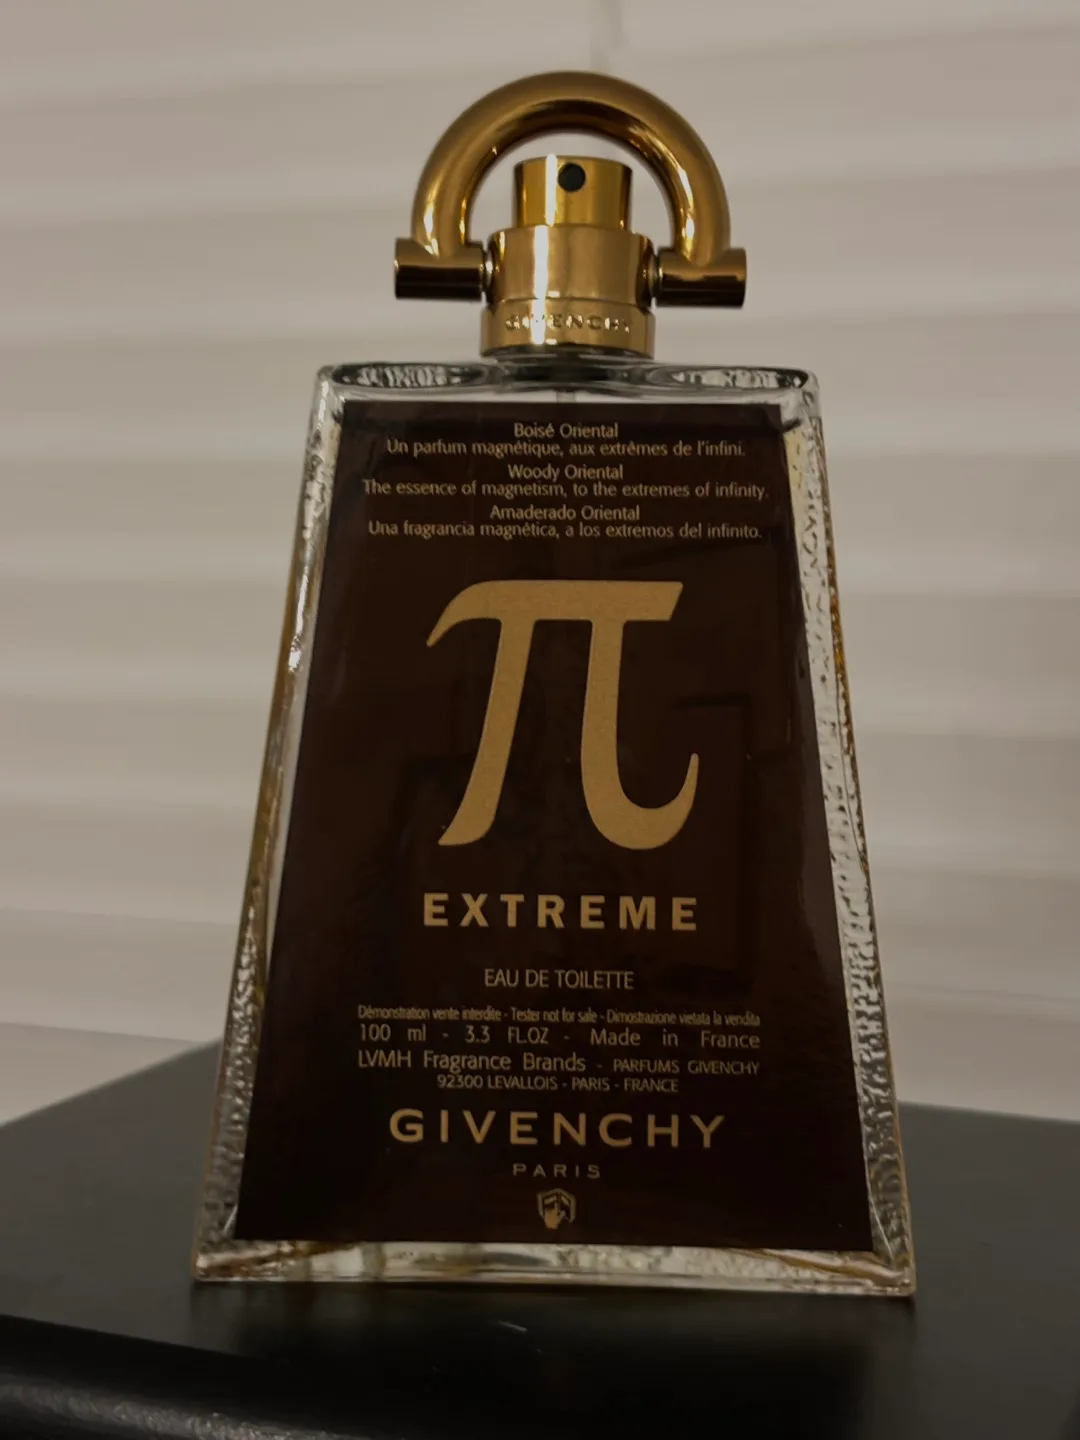 GIVENCHY
Boisé Oriental
Un parfum magnétique, aux extrêmes de l'infini.
Woody Oriental
The essence of magnetism, to the extremes of infinity.
Amaderado Oriental
Una fragrancia magnética, a los extremos del infinito.
π
EXTREME
EAU DE TOILETTE
Démonstration vente interdite - Tester not for sale - Dimostrazione vietata la vendita
100 ml - 3.3 FL.OZ - Made in France
LVMH Fragrance Brands - PARFUMS GIVENCHY
92300 LEVALLOIS - PARIS - FRANCE
GIVENCHY
PARIS